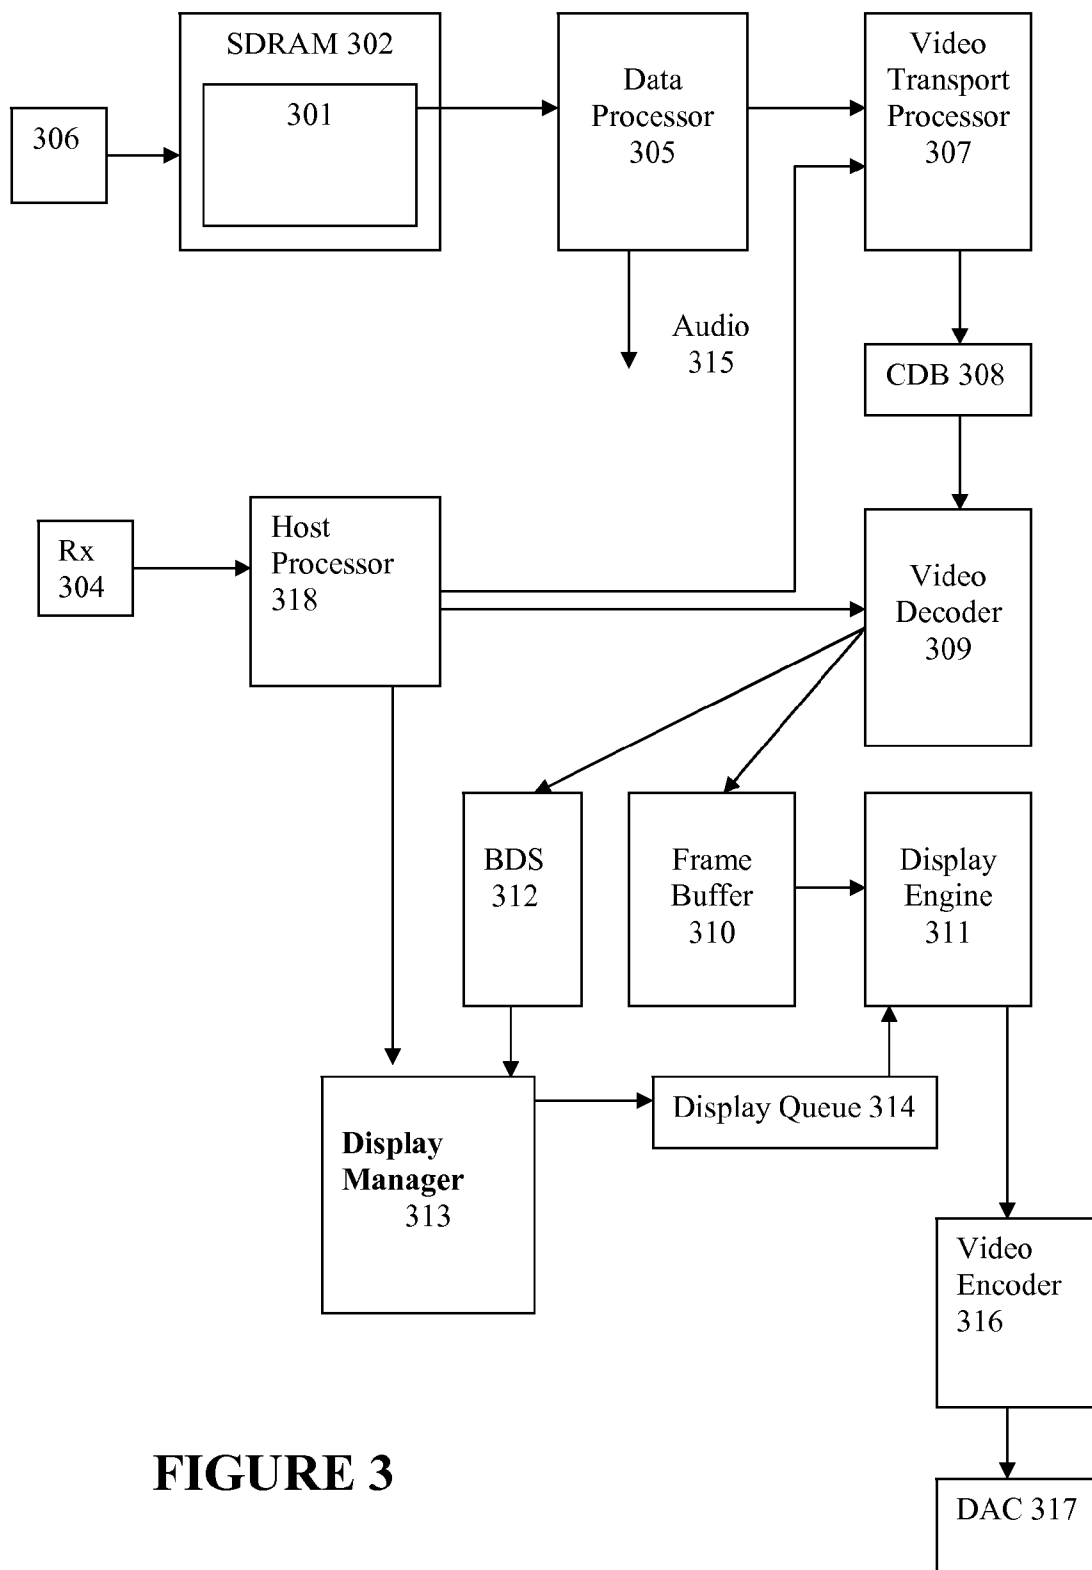 SDRAM 302
301
306
Data
Processor
305
Video
Transport
Processor
307
Audio
315
CDB 308
Rx
304
Host
Processor
318
Video
Decoder
309
BDS
312
Frame
Buffer
310
Display
Engine
311
Display
Manager
313
Display Queue 314
Video
Encoder
316
FIGURE 3
DAC 317